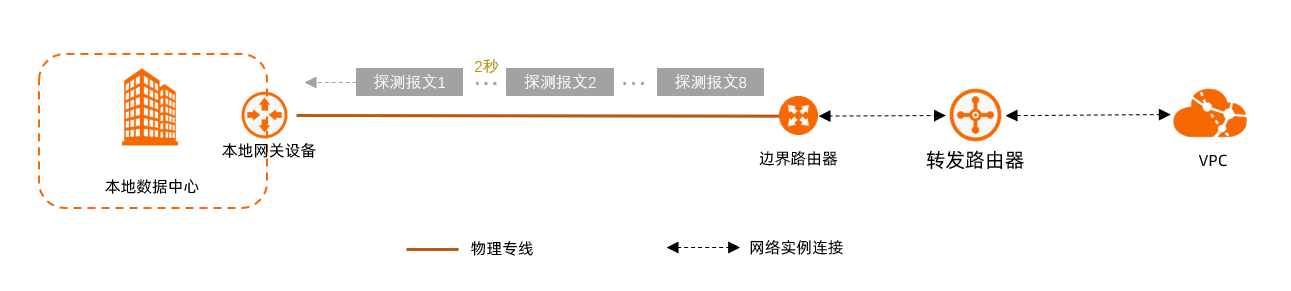 2秒
探测报文1
探测报文2
探测报文8
本地网关设备
边界路由器
转发路由器
VPC
本地数据中心
物理专线
网络实例连接